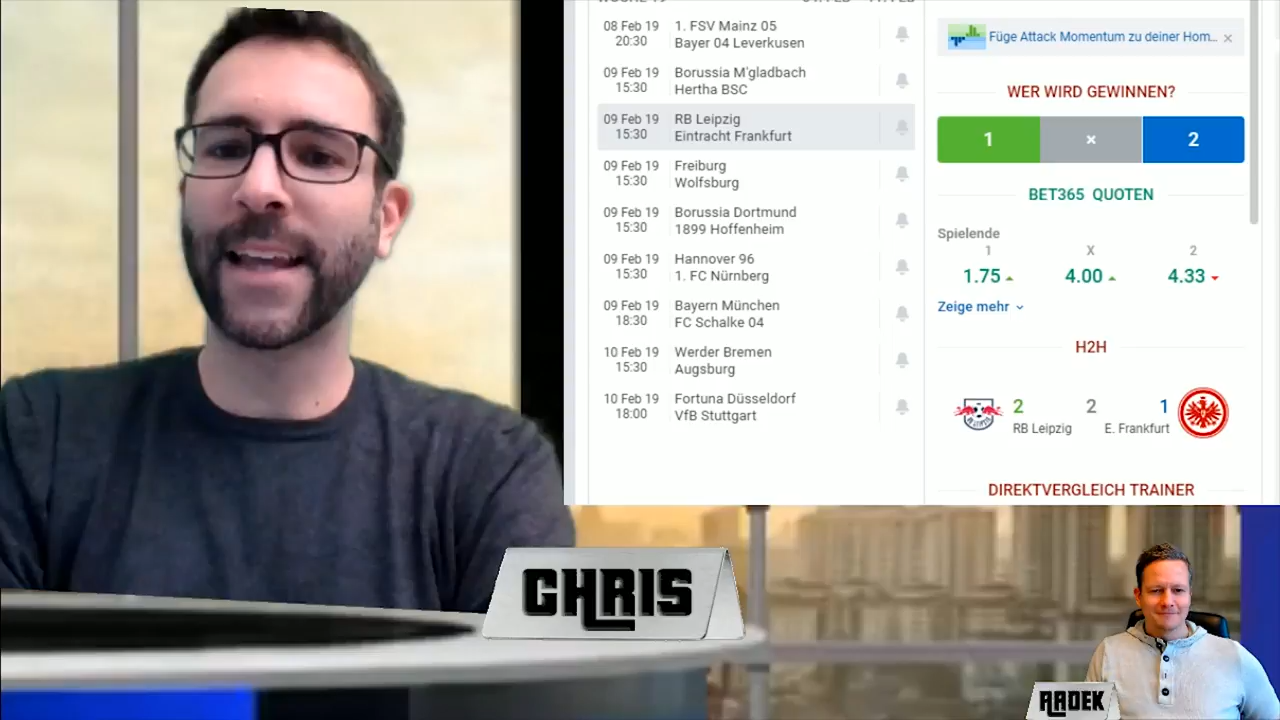 08 Feb 19
20:30
1. FSV Mainz 05
Bayer 04 Leverkusen
09 Feb 19
15:30
Borussia M'gladbach
Hertha BSC
09 Feb 19
15:30
RB Leipzig
Eintracht Frankfurt
09 Feb 19
15:30
Freiburg
Wolfsburg
09 Feb 19
15:30
Borussia Dortmund
1899 Hoffenheim
09 Feb 19
15:30
Hannover 96
1. FC Nürnberg
09 Feb 19
18:30
Bayern München
FC Schalke 04
10 Feb 19
15:30
Werder Bremen
Augsburg
10 Feb 19
18:00
Fortuna Düsseldorf
VfB Stuttgart
Füge Attack Momentum zu deiner Hom...
WER WIRD GEWINNEN?
1 × 2
BET365 QUOTEN
Spielende
1 X 2
1.75 4.00 4.33
Zeige mehr
H2H
2 2 1
RB Leipzig E. Frankfurt
DIREKTVERGLEICH TRAINER
CHRIS
RADEK